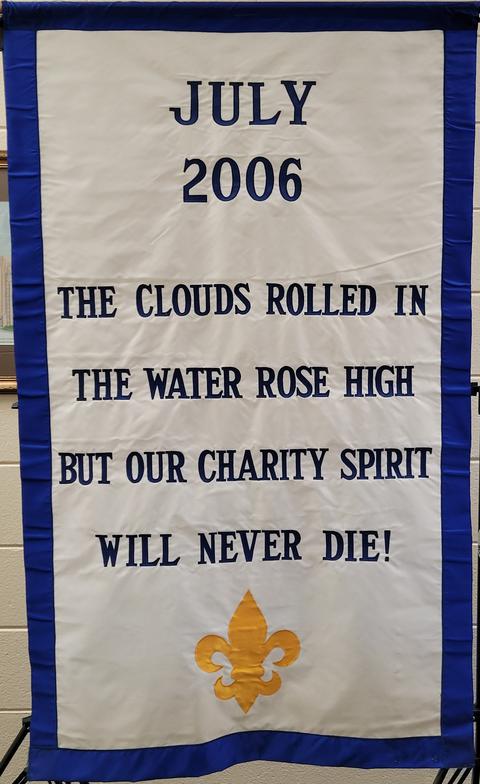 JULY
2006
THE CLOUDS ROLLED IN
THE WATER ROSE HIGH
BUT OUR CHARITY SPIRIT
WILL NEVER DIE!